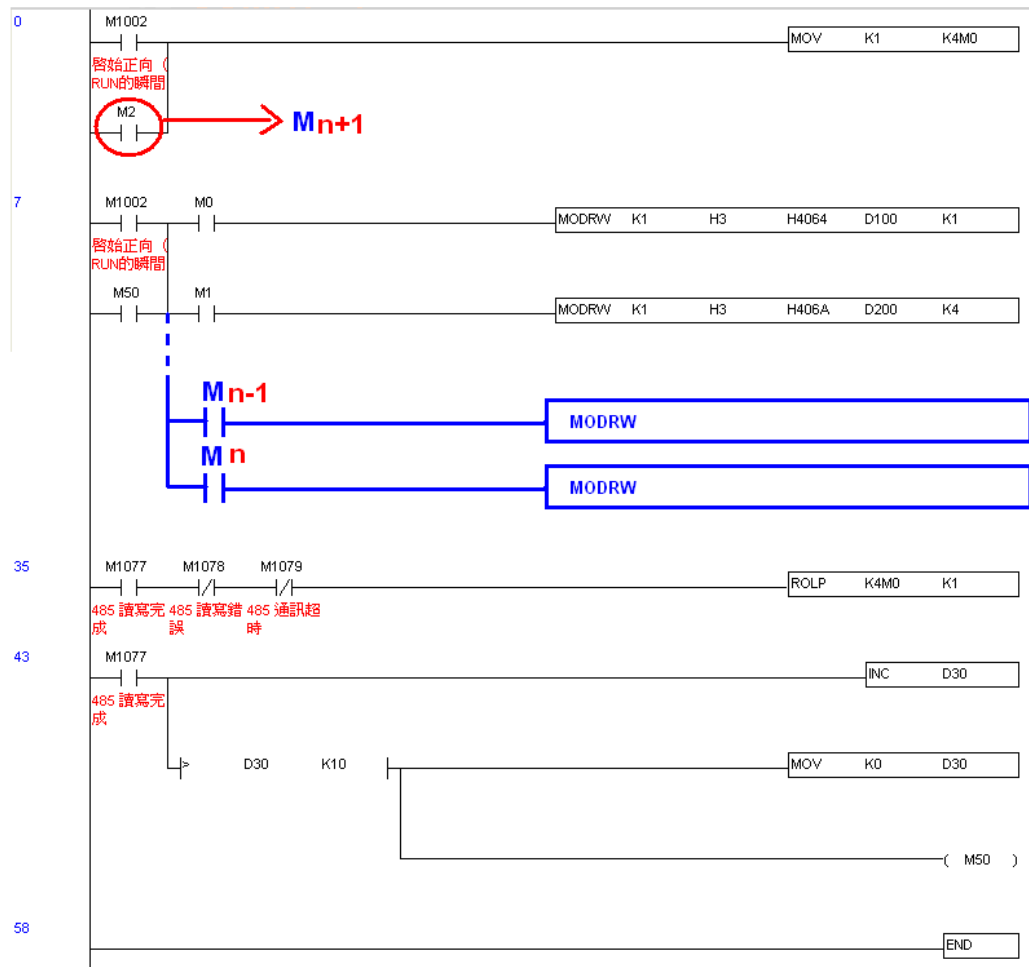 0
M1002
MOV K1 K4M0
啓始正向（
RUN的瞬間
M2
Mn+1
7
M1002 M0
MODRW K1 H3 H4064 D100 K1
啓始正向（
RUN的瞬間
M50 M1
MODRW K1 H3 H406A D200 K4
M n-1
MODRW
M n
MODRW
35
M1077 M1078 M1079
ROLP K4M0 K1
485 讀寫完 485 讀寫錯 485 通訊超
成 誤 時
43
M1077
INC D30
485 讀寫完
成
> D30 K10
MOV K0 D30
( M50 )
58
END